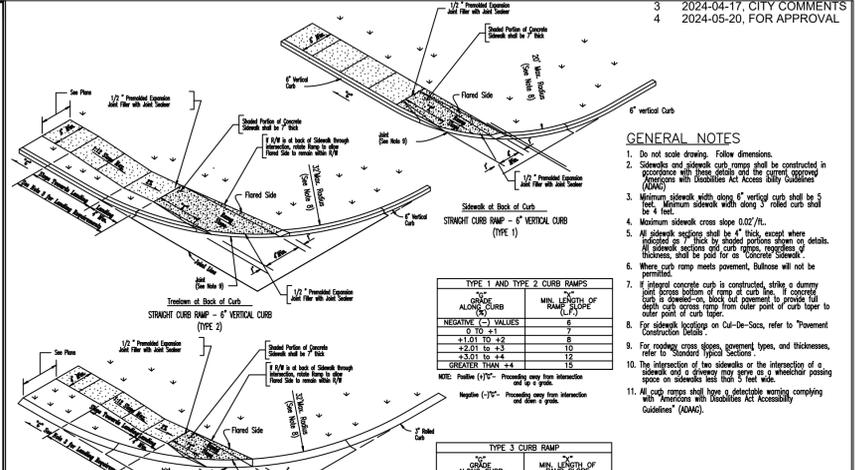 3 2024-04-17, CITY COMMENTS
4 2024-05-20, FOR APPROVAL
1/2 " Premolded Expansion
Joint Filler with Joint Sealer
Shaded Portion of Concrete
Sidewalk shall be 7" thick
6" Vertical
Curb
Flared Side
20' Max. Radius
(See Note 8)
6" vertical Curb
Joint
(See Note 9)
1/2 " Premolded Expansion
Joint Filler with Joint Sealer
Sidewalk at Back of Curb
STRAIGHT CURB RAMP - 6" VERTICAL CURB
(TYPE 1)
See Plans
1/2 " Premolded Expansion
Joint Filler with Joint Sealer
Shaded Portion of Concrete
Sidewalk shall be 7" thick
If R/W is at back of Sidewalk through
intersection, rotate Ramp to allow
Flared Side to remain within R/W
Flared Side
Radius
(See Note 8)
6" Vertical
Curb
Joint
(See Note 9)
1/2 " Premolded Expansion
Joint Filler with Joint Sealer
Treelawn at Back of Curb
STRAIGHT CURB RAMP - 6" VERTICAL CURB
(TYPE 2)
See Plans
1/2 " Premolded Expansion
Joint Filler with Joint Sealer
Shaded Portion of Concrete
Sidewalk shall be 7" thick
If R/W is at back of Sidewalk through
intersection, rotate Ramp to allow
Flared Side to remain within R/W
Flared Side
Radius
(See Note 8)
3" Rolled
Curb
TYPE 1 AND TYPE 2 CURB RAMPS
"G" "X"
GRADE MIN. LENGTH OF
ALONG CURB RAMP SLOPE
(%) (L.F.)
NEGATIVE (-) VALUES 6
0 TO +1 7
+1.01 TO +2 8
+2.01 to +3 10
+3.01 to +4 12
GREATER THAN +4 15
NOTE: Positive (+)"G"- Proceeding away from intersection
and up a grade.
Negative (-)"G"- Proceeding away from intersection
and down a grade.
TYPE 3 CURB RAMP
"G" "X"
GRADE MIN. LENGTH OF
GENERAL NOTES
1. Do not scale drawing. Follow dimensions.
2. Sidewalks and sidewalk curb ramps shall be constructed in
accordance with these details and the current approved
"Americans with Disabilities Act Access ibility Guidelines
(ADAAG)
3. Minimum sidewalk width along 6" vertical curb shall be 5
feet. Minimum sidewalk width along 3" rolled curb shall
be 4 feet.
4. Maximum sidewalk cross slope 0.02'/ft..
5. All sidewalk sections shall be 4" thick, except where
indicated as 7" thick by shaded portions shown on details.
All sidewalk sections and curb ramps, regardless of
thickness, shall be paid for as "Concrete Sidewalk".
6. Where curb ramp meets pavement, Bullnose will not be
permitted.
7. If integral concrete curb is constructed, strike a dummy
joint across bottom of ramp at curb line. If concrete
curb is doweled-on, block out pavement to provide full
depth curb across ramp from outer point of curb taper to
outer point of curb taper.
8. For sidewalk locations on Cul-De-Sacs, refer to "Pavement
Construction Details".
9. For roadway cross slopes, pavement types, and thicknesses,
refer to "Standard Typical Sections".
10. The intersection of two sidewalks or the intersection of a
sidewalk and a driveway may serve as a wheelchair passing
space on sidewalks less than 5 feet wide.
11. All curb ramps shall have a detectable warning complying
with "Americans with Disabilities Act Accessibility
Guidelines" (ADAAG).